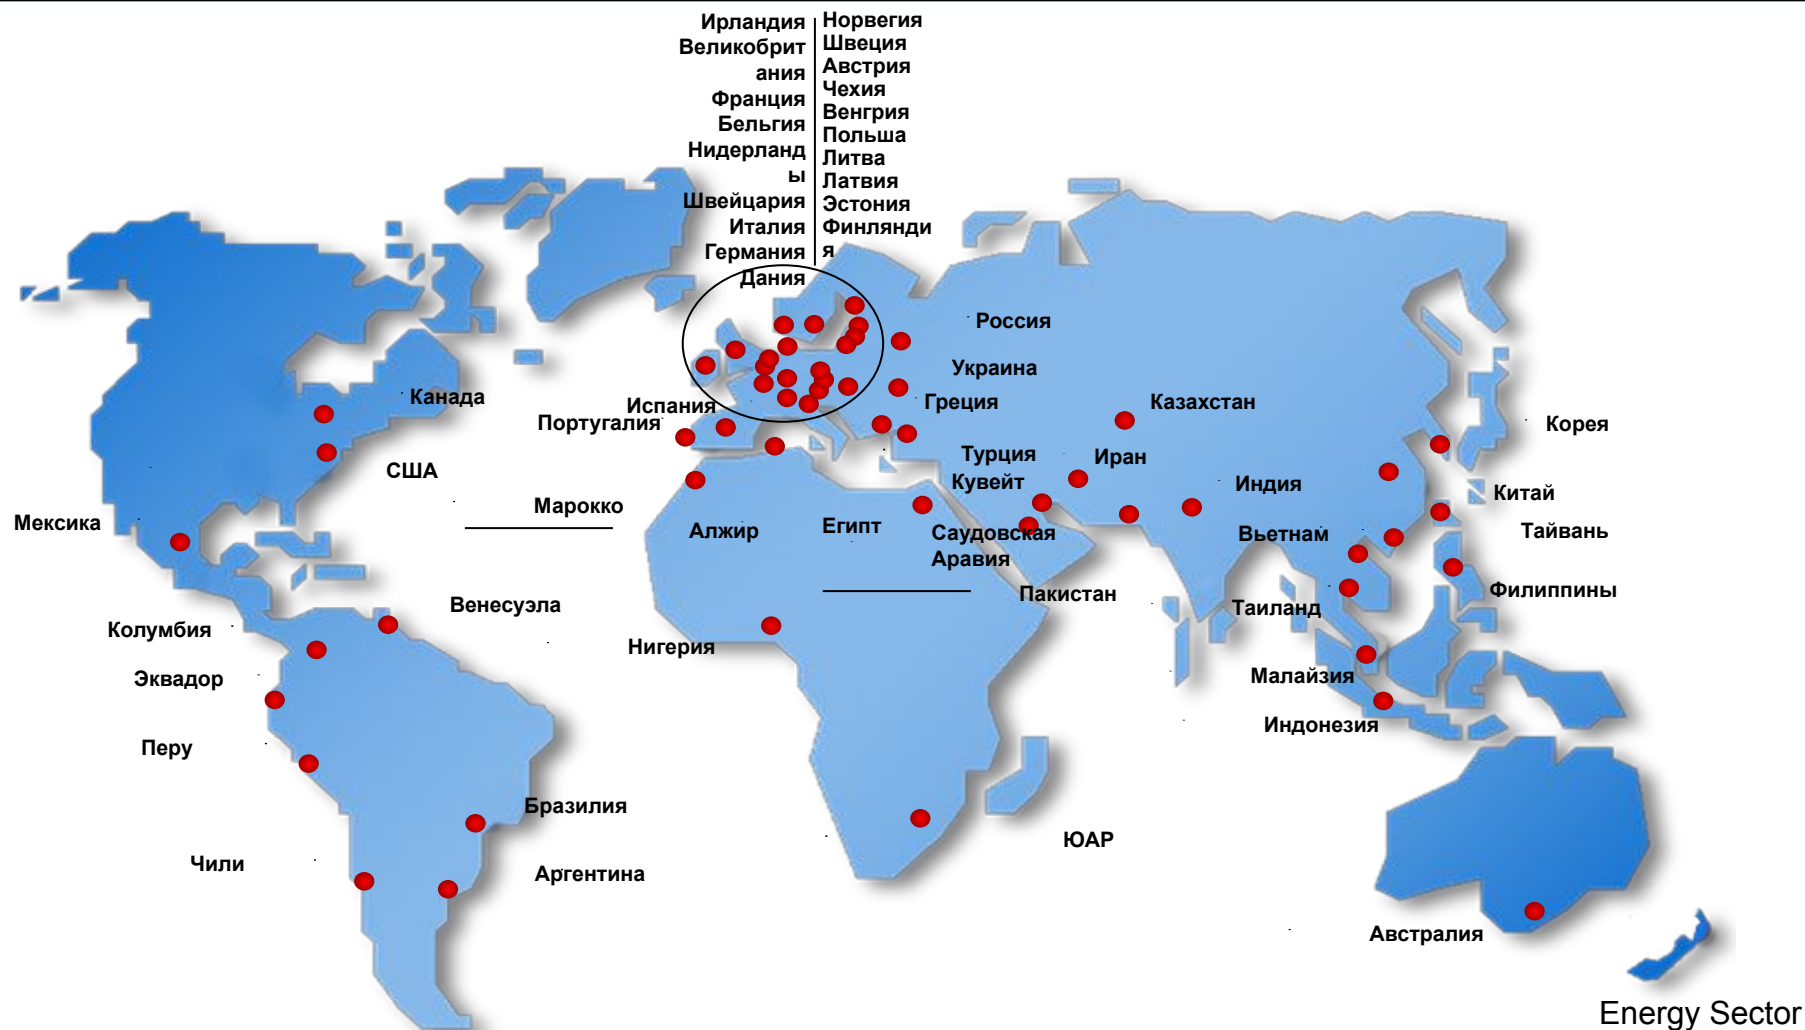 Ирландия
Великобрит
ания
Франция
Бельгия
Нидерланд
ы
Швейцария
Италия
Германия
Дания
Норвегия
Швеция
Австрия
Чехия
Венгрия
Польша
Литва
Латвия
Эстония
Финлянди
я
Россия
Украина
Греция
Казахстан
Корея
Канада
Испания
Португалия
США
Турция
Иран
Кувейт
Индия
Китай
Марокко
Мексика
Алжир
Египт
Саудовская
Аравия
Вьетнам
Тайвань
Пакистан
Филиппины
Таиланд
Венесуэла
Колумбия
Нигерия
Эквадор
Малайзия
Индонезия
Перу
Бразилия
ЮАР
Чили
Аргентина
Австралия
Energy Sector